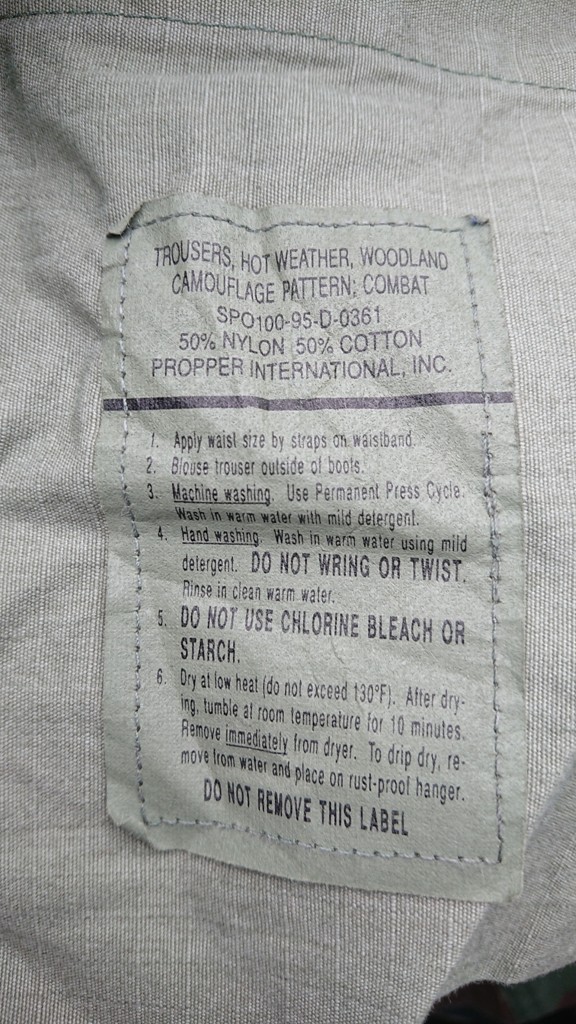 TROUSERS, HOT WEATHER, WOODLAND
CAMOUFLAGE PATTERN: COMBAT
SPO100-95-D-0361
50% NYLON 50% COTTON
PROPPER INTERNATIONAL, INC.
1. Apply waist size by straps on waistband.
2. Blouse trouser outside of boots.
3. Machine washing. Use Permanent Press Cycle.
Wash in warm water with mild detergent.
4. Hand washing. Wash in warm water using mild
detergent. DO NOT WRING OR TWIST.
Rinse in clean warm water.
5. DO NOT USE CHLORINE BLEACH OR
STARCH.
6. Dry at low heat (do not exceed 130°F). After dry-
ing, tumble at room temperature for 10 minutes.
Remove immediately from dryer. To drip dry, re-
move from water and place on rust-proof hanger.
DO NOT REMOVE THIS LABEL